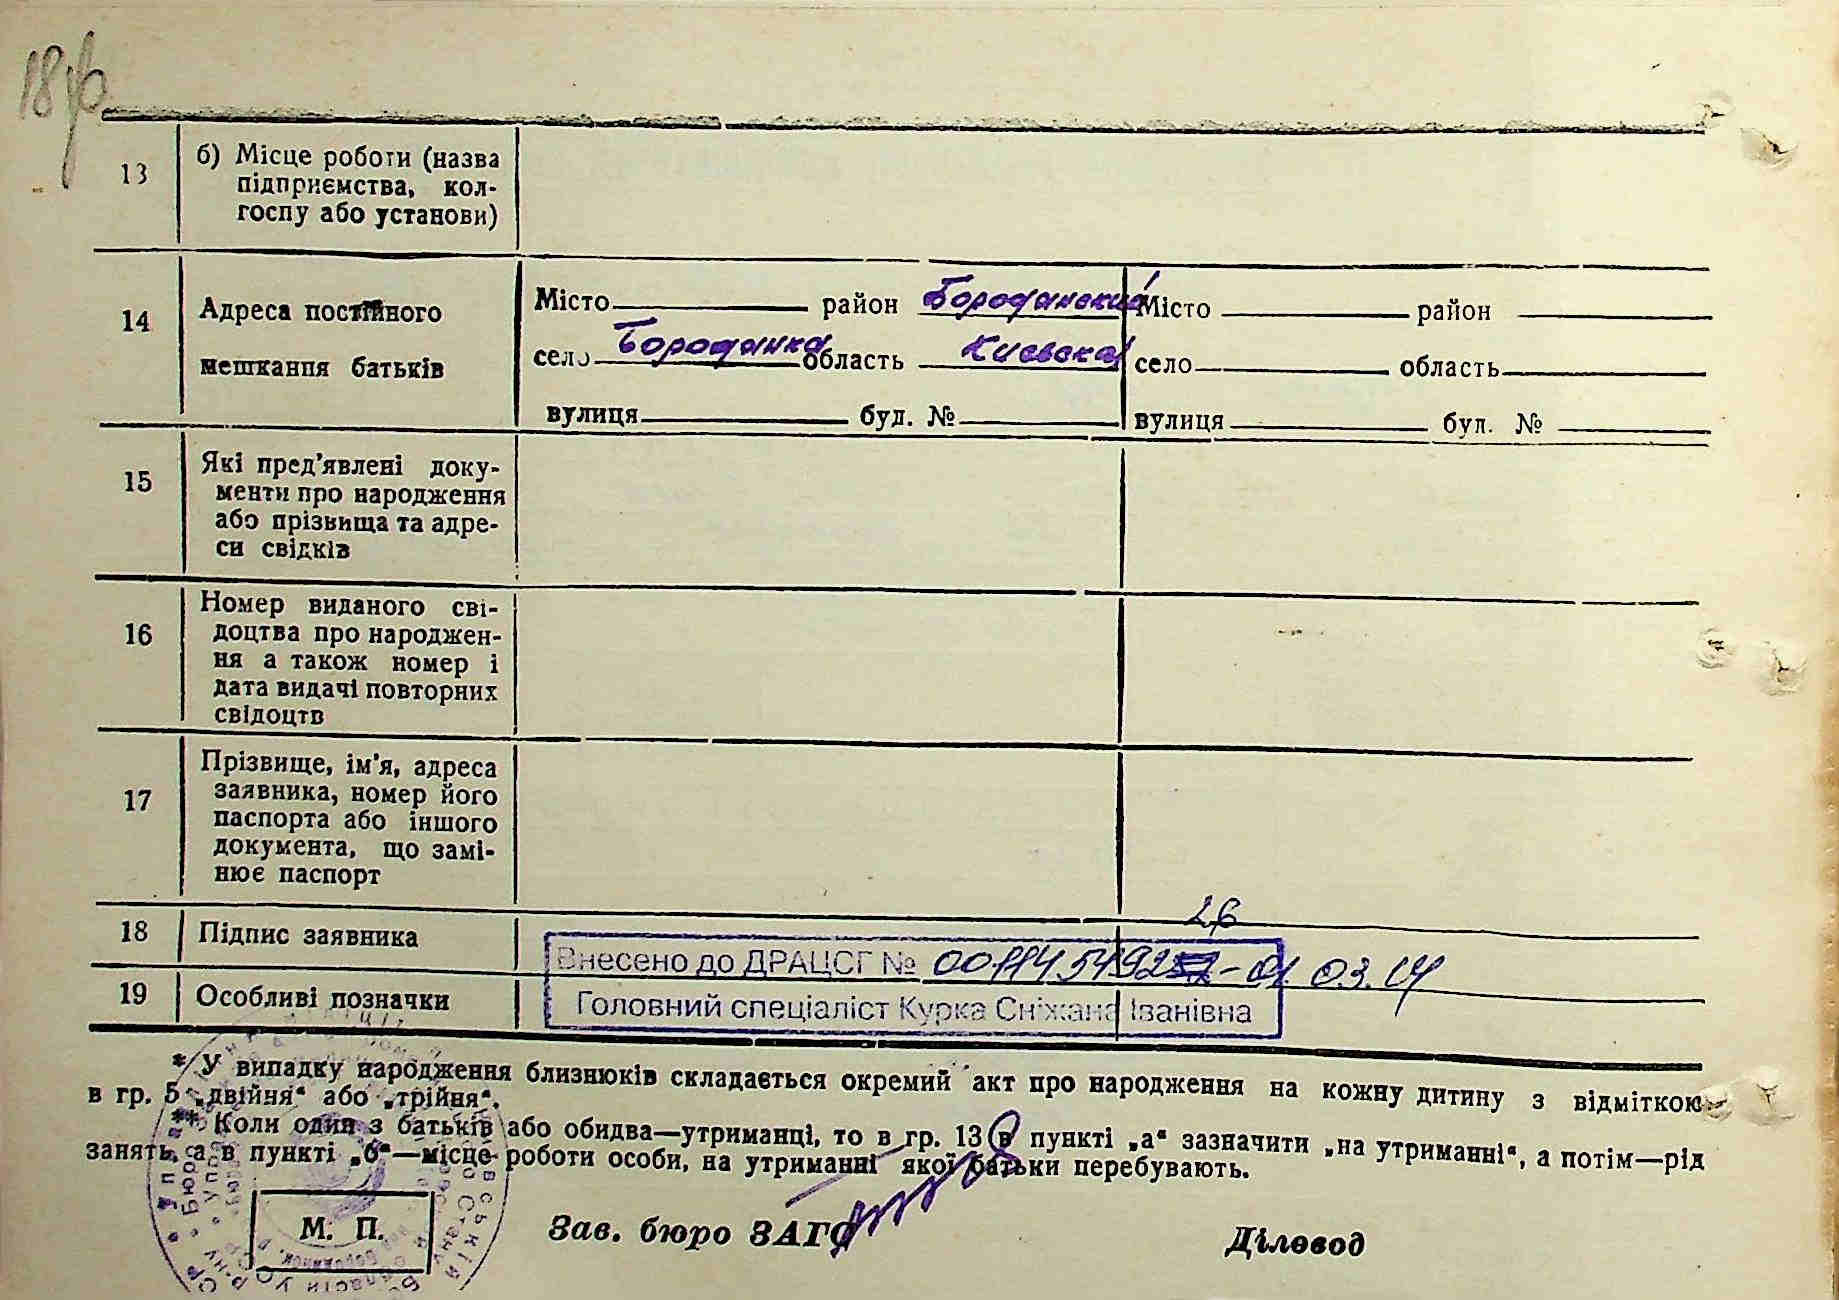 18
13
б) Місце роботи (назва
підприємства, кол-
госпу або установи)
14
Адреса постійного
мешкання батьків
Місто район Бородянский
село Бородянка область Киевская
вулиця буд. №
Місто район
село область
вулиця буд. №
15
Які пред'явлені доку-
менти про народження
або прізвища та адре-
си свідків
16
Номер виданого сві-
доцтва про народжен-
ня а також номер і
дата видачі повторних
свідоцтв
17
Прізвище, ім'я, адреса
заявника, номер його
паспорта або іншого
документа, що замі-
нює паспорт
18
Підпис заявника
26
Внесено до ДРАЦСГ №
19
Особливі позначки
Головний спеціаліст Курка Сніжана Іванівна
* У випадку народження близнюків складається окремий акт про народження на кожну дитину з відміткою
в гр. 5 „двійня“ або „трійня“.
** Коли один з батьків або обидва—утриманці, то в гр. 13 в пункті „а“ зазначити „на утриманні“, а потім—рід
занять, а в пункті „б“—місце роботи особи, на утриманні якої батьки перебувають.
М. П.
Зав. бюро ЗАГС
Діловод